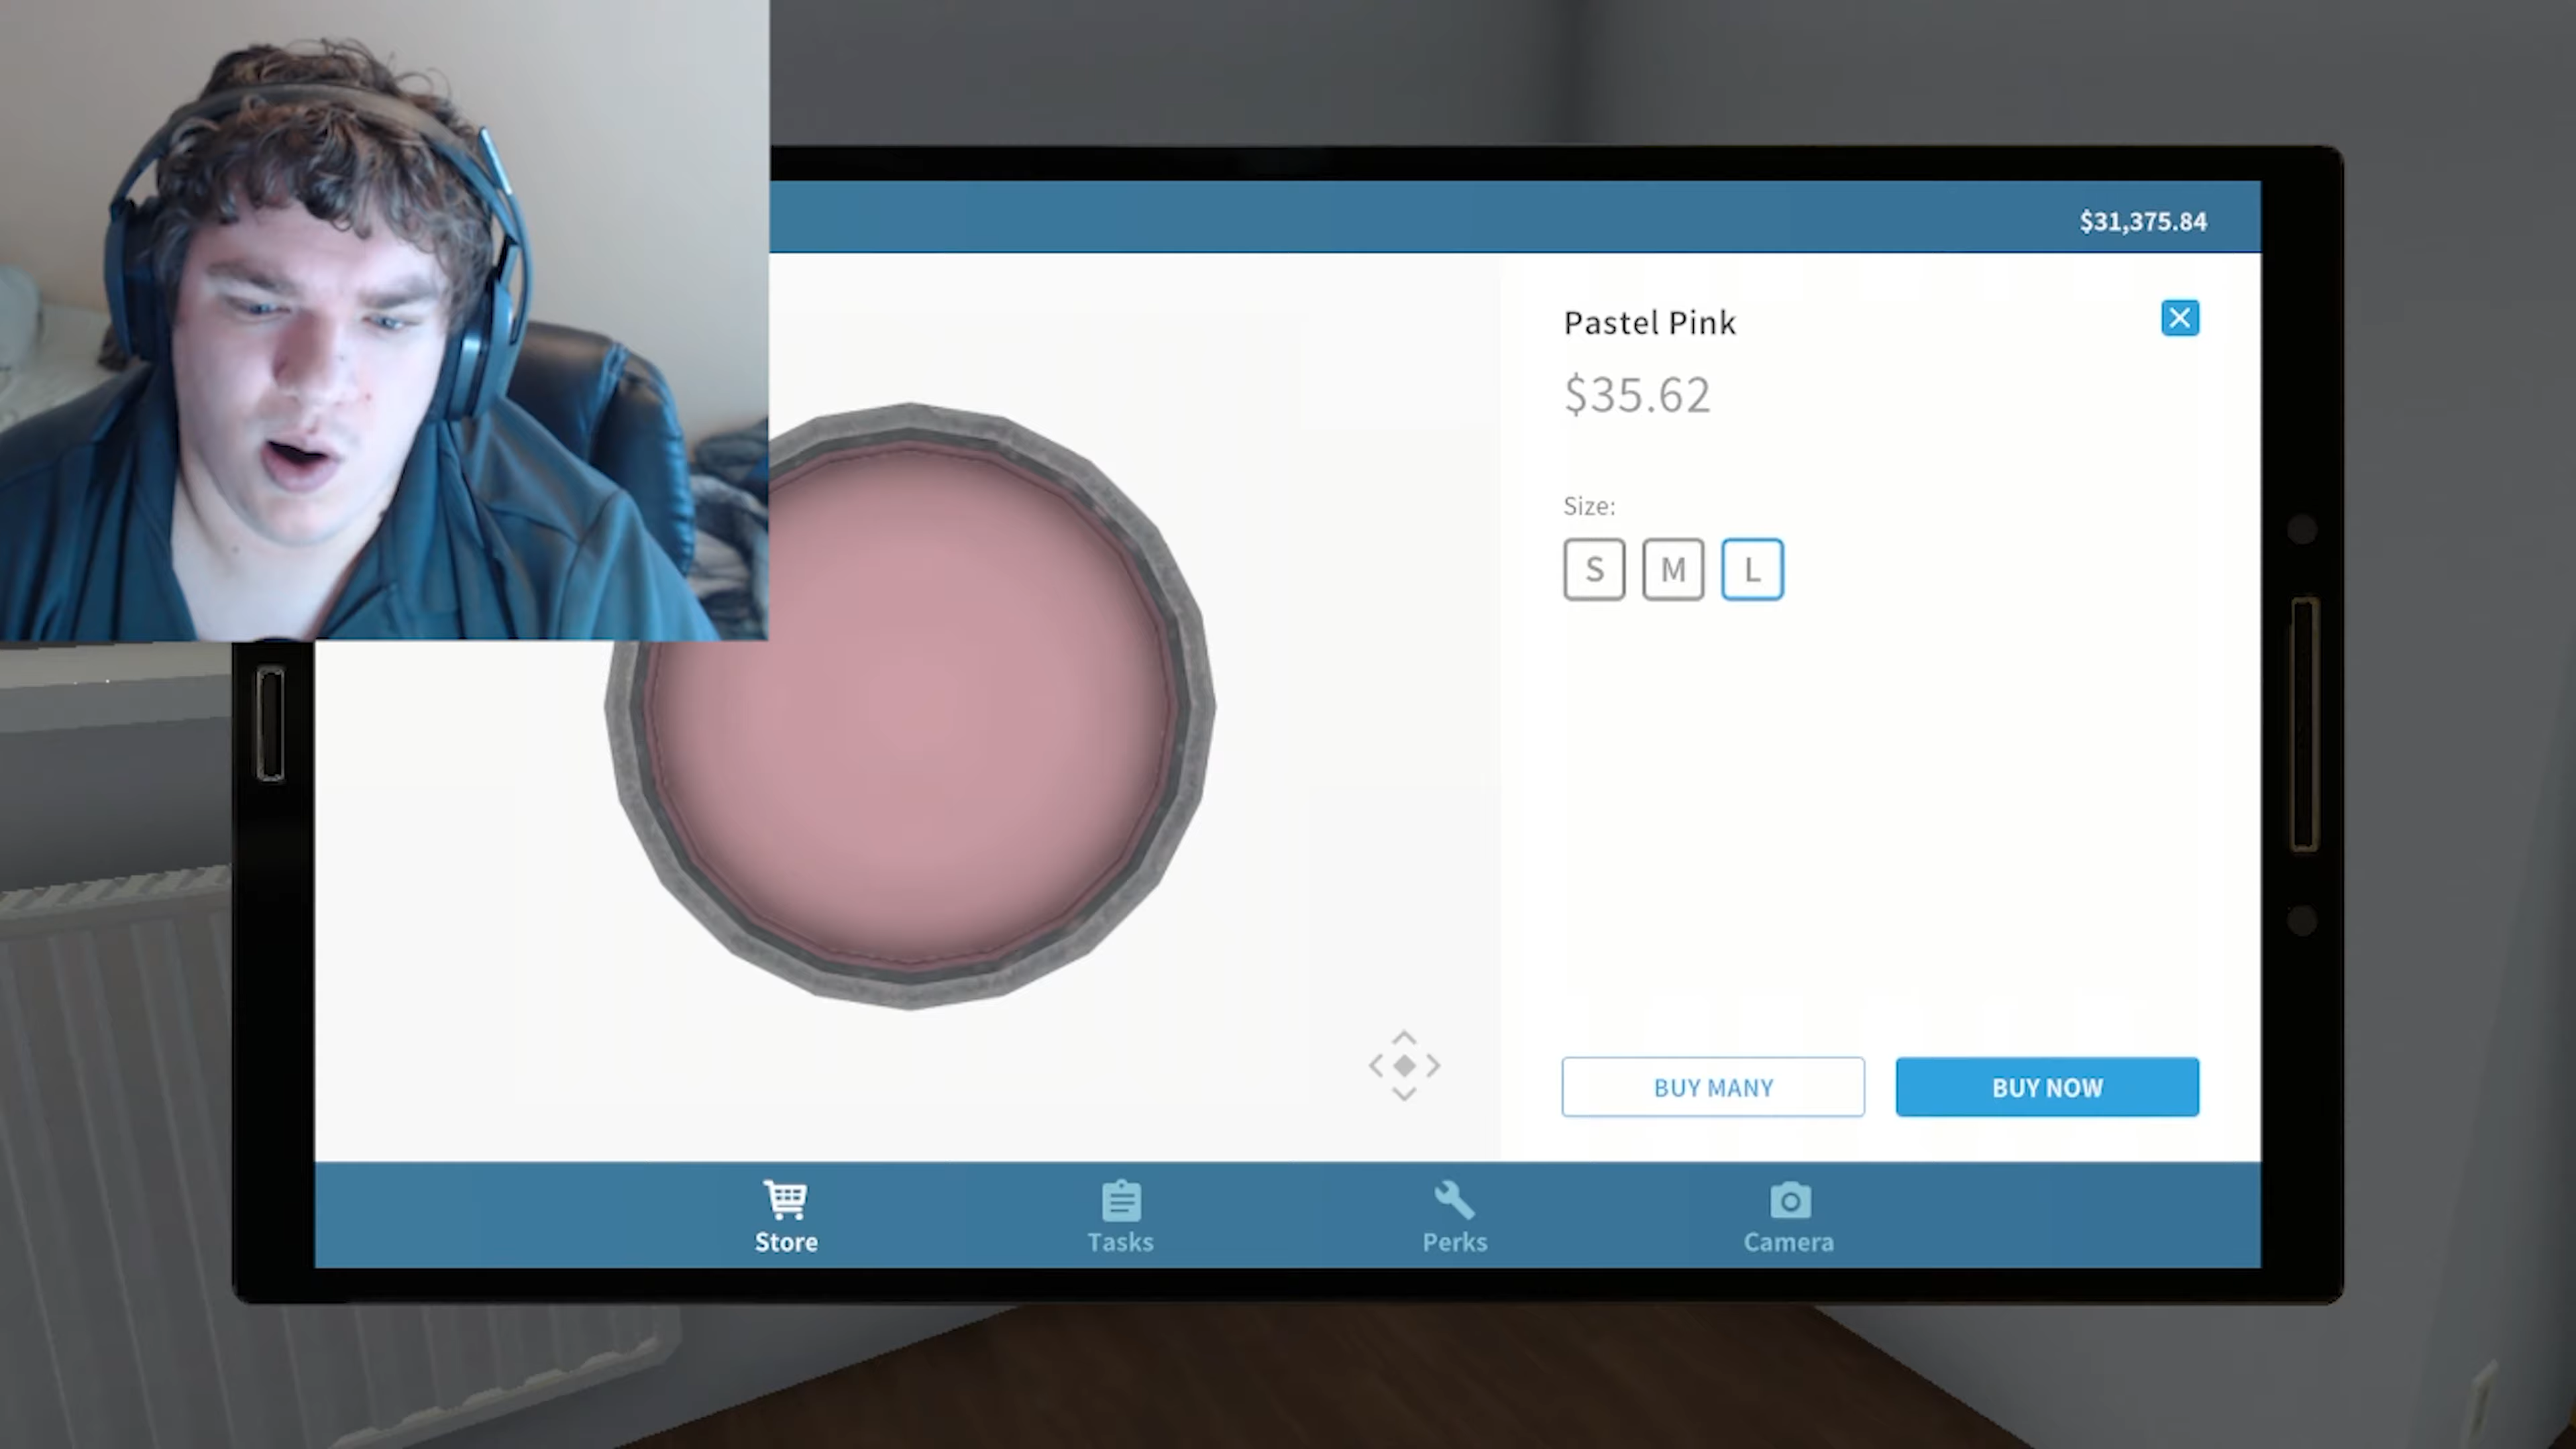 $31,375.84
Pastel Pink
$35.62
Size:
S M L
BUY MANY BUY NOW
Store Tasks Perks Camera